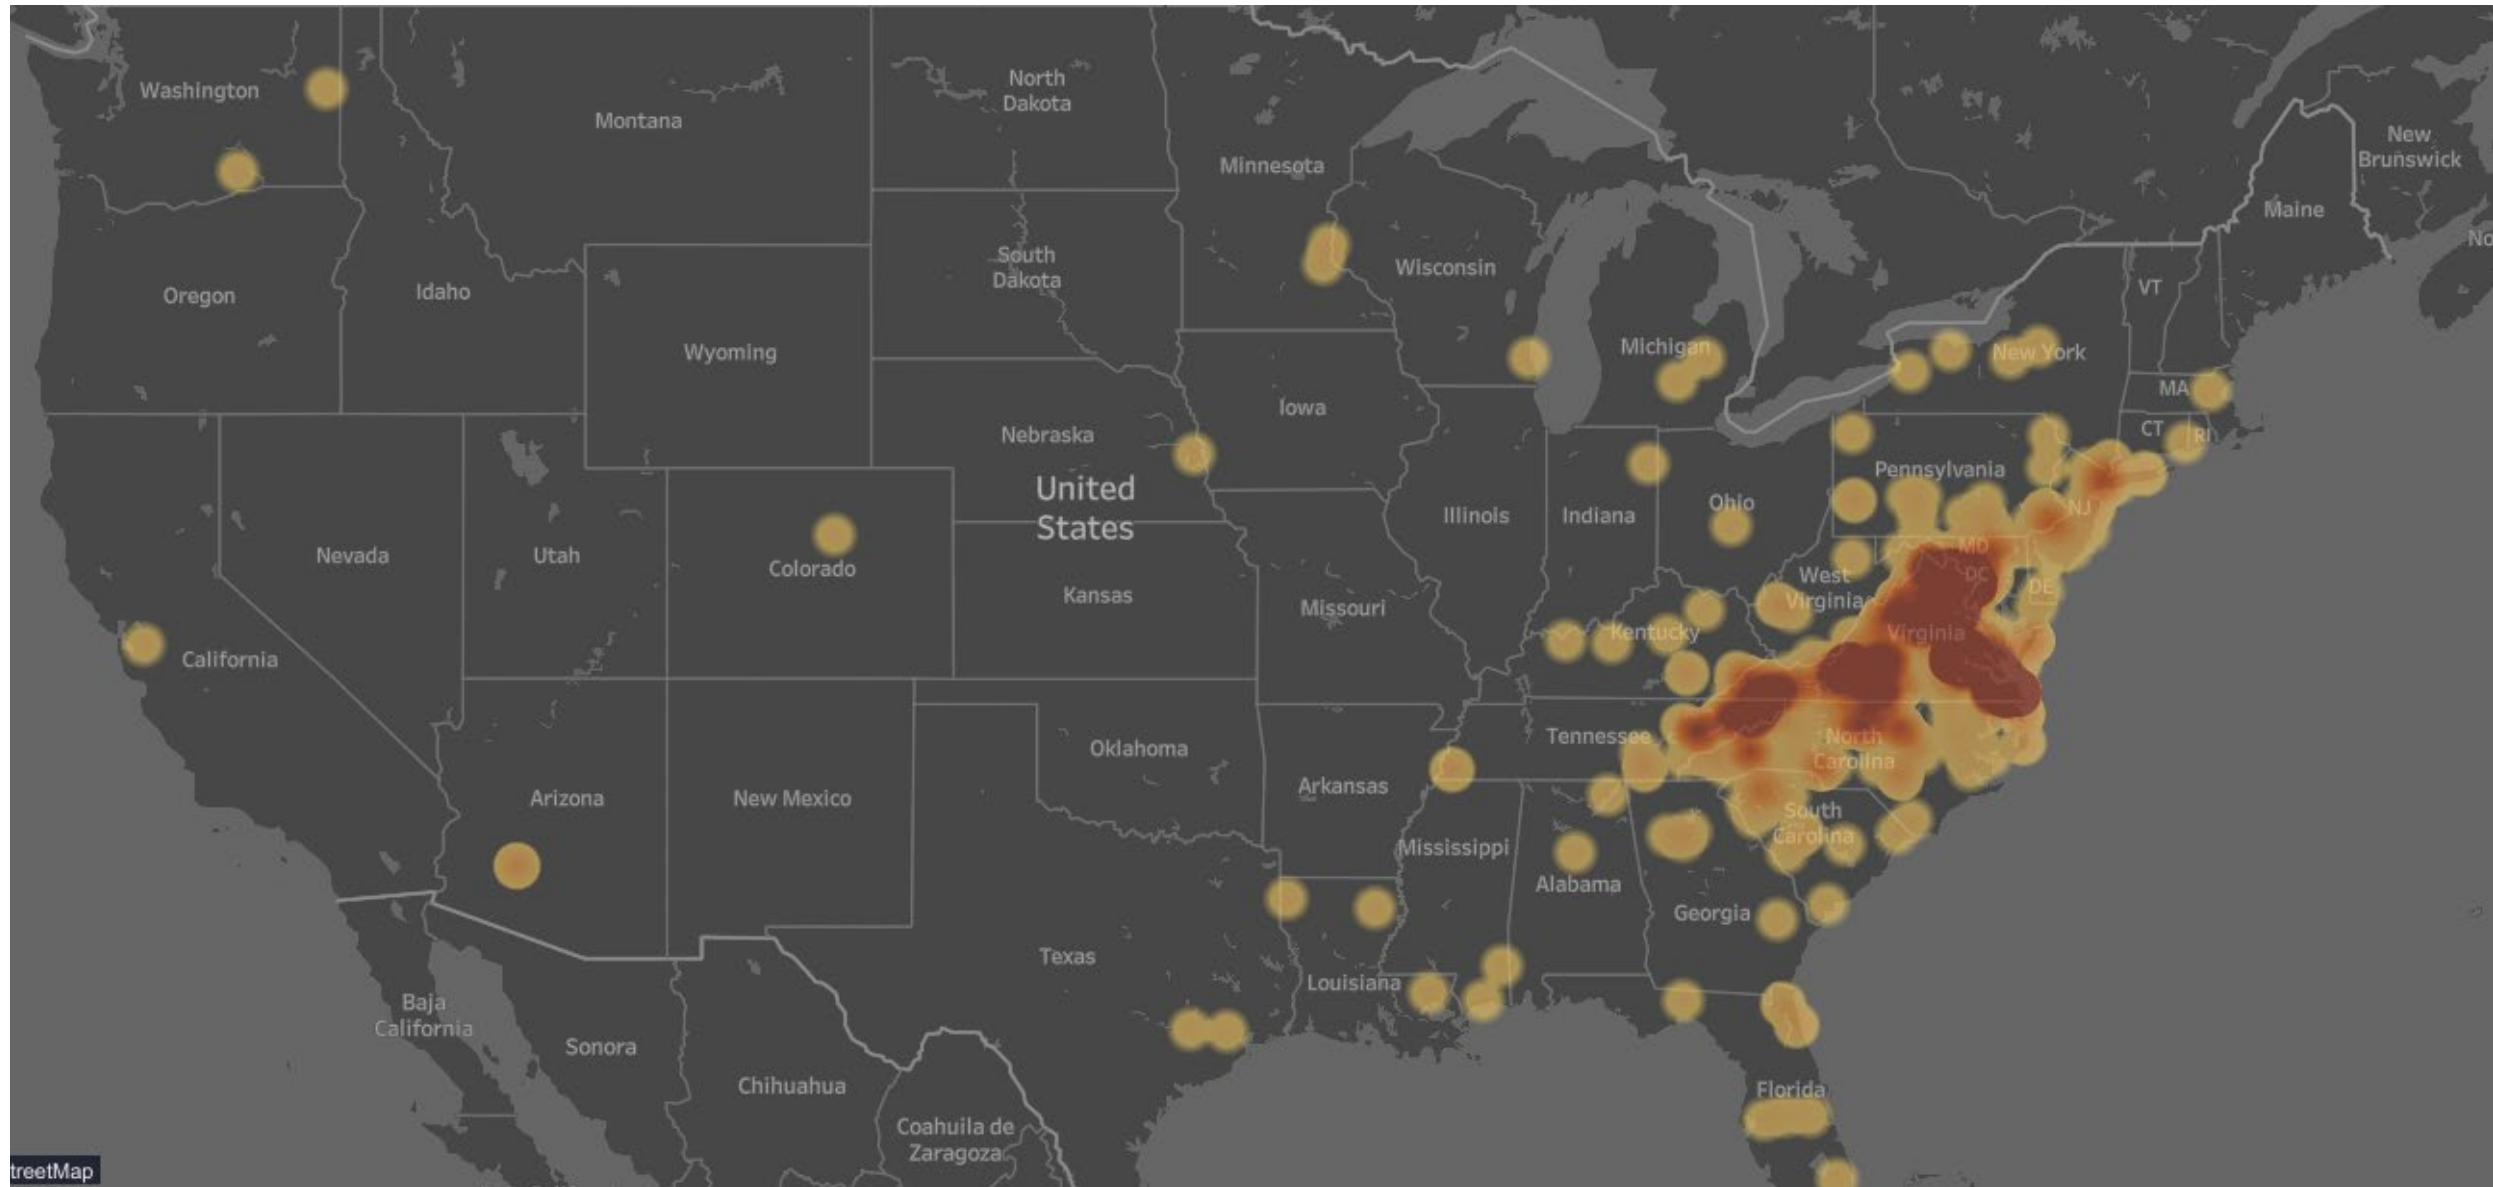 Washington
North
Dakota
Montana
Minnesota
New
Brunswick
Maine
No
South
Dakota
Wisconsin
Oregon
Idaho
VT
Wyoming
Michigan
New York
MA
Iowa
Nebraska
CT
RI
Pennsylvania
United
States
Ohio
Illinois
Indiana
NJ
Nevada
Utah
Colorado
MD
DC
West
Virginia
DE
Kansas
Missouri
Kentucky
Virginia
California
Oklahoma
Tennessee
North
Carolina
Arizona
New Mexico
Arkansas
South
Carolina
Mississippi
Alabama
Georgia
Texas
Louisiana
Baja
California
Sonora
Chihuahua
Florida
Coahuila de
Zaragoza
treetMap